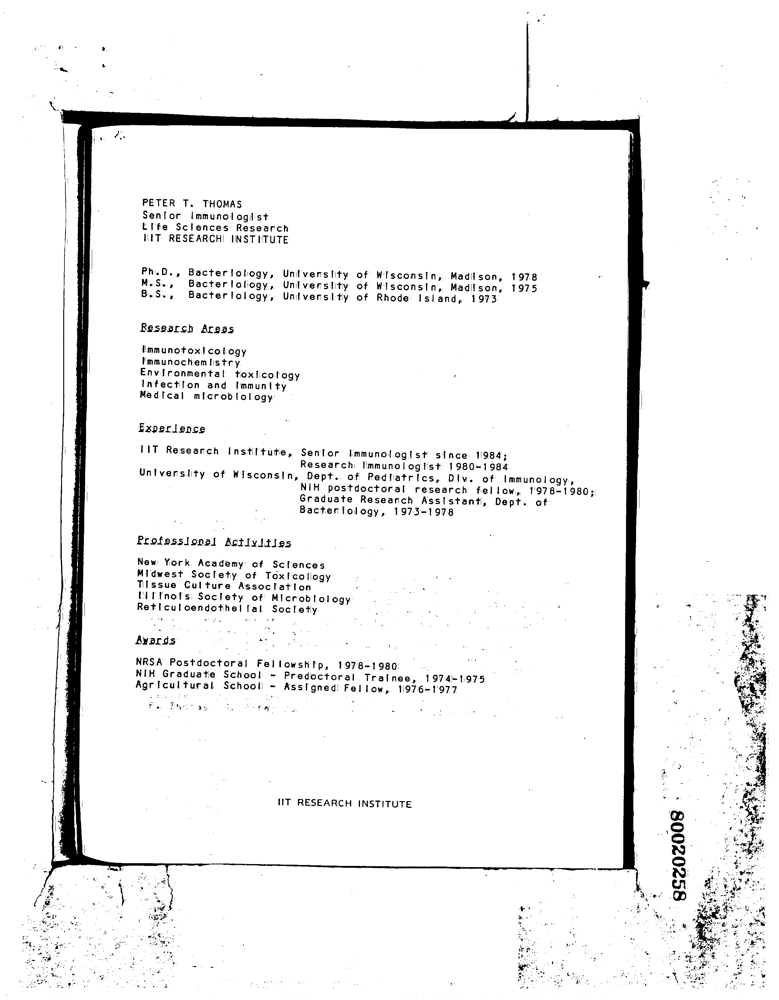 PETER T. THOMAS
Senior Immunologist
Life Sciences Research
IIT RESEARCH INSTITUTE
Ph.D., Bacteriology, University of Wisconsin, Madison, 1978
M.S., Bacteriology, University of Wisconsin, Madison, 1975
B.S., Bacteriology, University of Rhode Island, 1973
Research Areas
Immunotoxicology
Immunochemistry
Environmental toxicology
Infection and Immunity
Medical microbiology
Experience
IIT Research Institute, Senior Immunologist since 1984;
Research Immunologist 1980-1984
University of Wisconsin, Dept. of Pediatrics, Div. of Immunology,
NIH postdoctoral research fellow, 1978-1980;
Graduate Research Assistant, Dept. of
Bacteriology, 1973-1978
Professional Activities
New York Academy of Sciences
Midwest Society of Toxicology
Tissue Culture Association
Illinois Society of Microbiology
Reticuloendothelial Society
Awards
NRSA Postdoctoral Fellowship, 1978-1980
NIH Graduate School - Predoctoral Trainee, 1974-1975
Agricultural School - Assigned Fellow, 1976-1977
IIT RESEARCH INSTITUTE
80020258